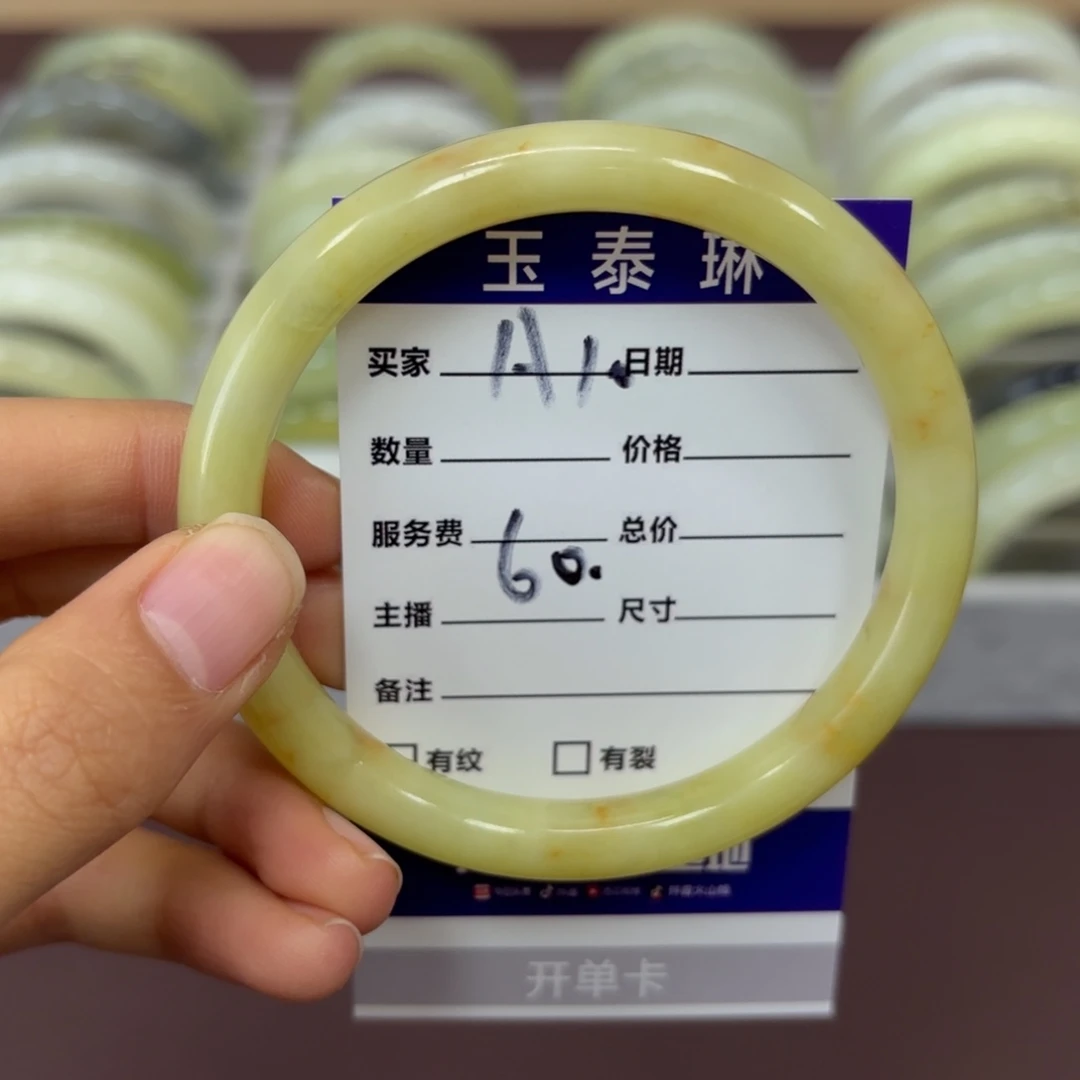 玉泰琳
买家 A1. 日期
数量 价格
服务费 总价
60.
主播 尺寸
备注
有纹 有裂
开单卡